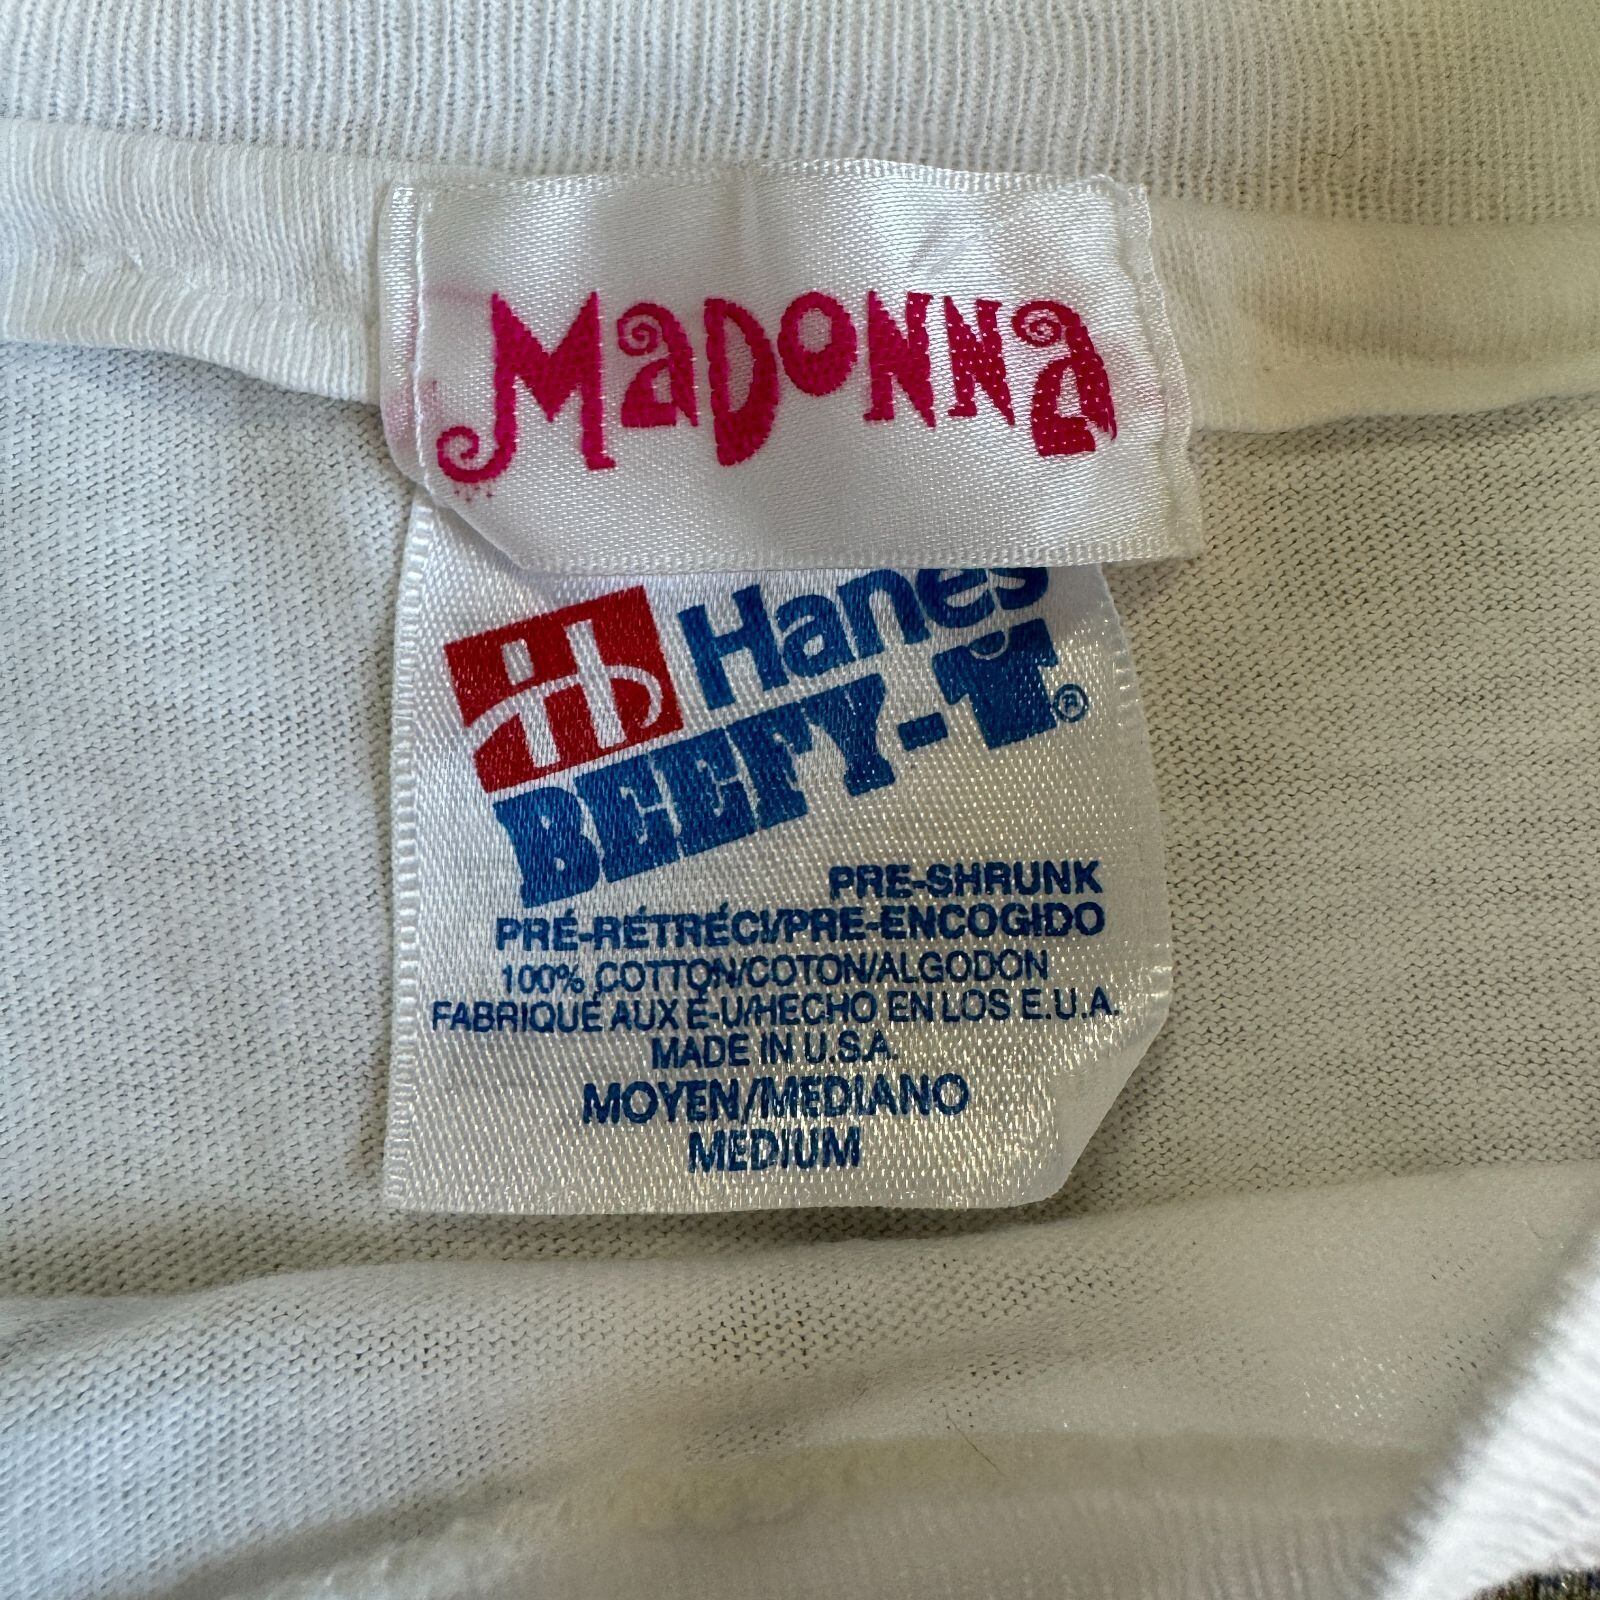 MaDONNa
Hanes
BEEFY-T®
PRE-SHRUNK
PRÉ-RÉTRÉCI/PRE-ENCOGIDO
100% COTTON/COTON/ALGODON
FABRIQUÉ AUX É-U/HECHO EN LOS E.U.A.
MADE IN U.S.A.
MOYEN/MEDIANO
MEDIUM